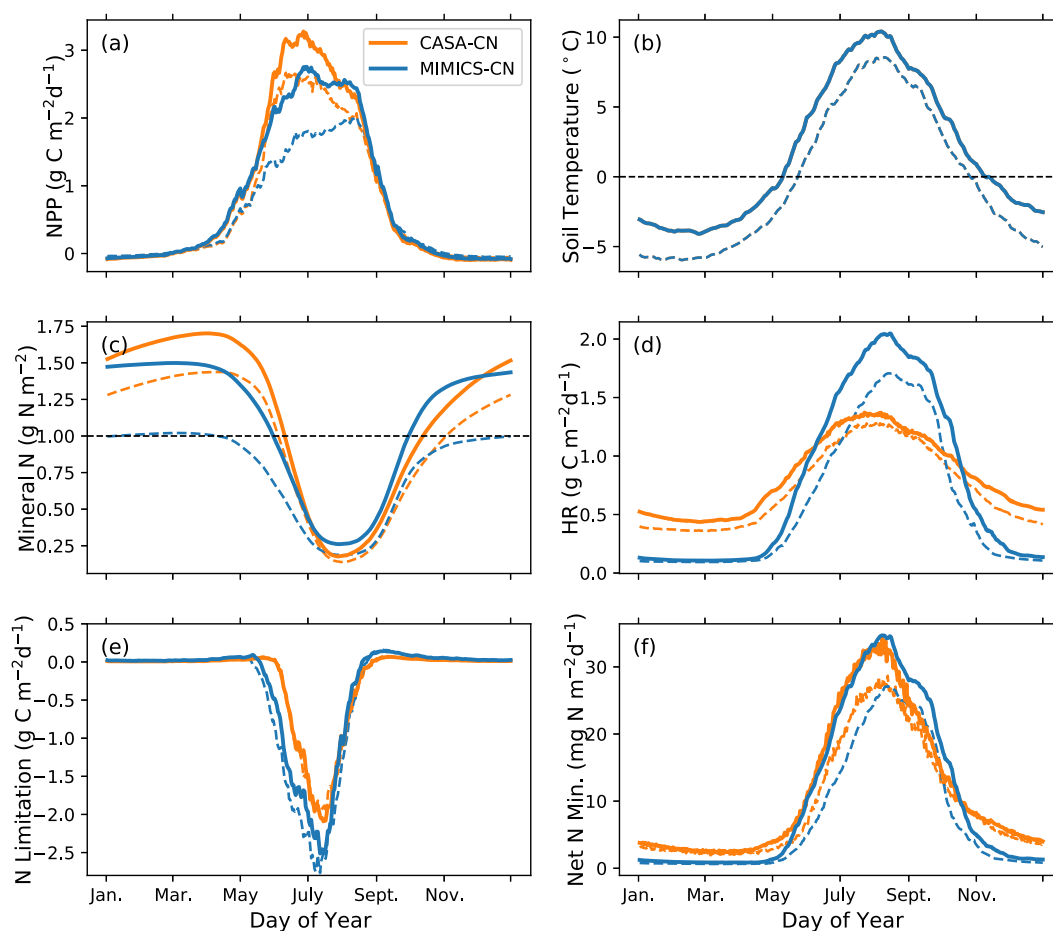 (a)
CASA-CN
MIMICS-CN
NPP (g C m⁻²d⁻¹)
3
2
1
0
(b)
Soil Temperature (°C)
10
5
0
−5
(c)
Mineral N (g N m⁻²)
1.75
1.50
1.25
1.00
0.75
0.50
0.25
(d)
HR (g C m⁻²d⁻¹)
2.0
1.5
1.0
0.5
0.0
(e)
N Limitation (g C m⁻²d⁻¹)
0.5
0.0
−0.5
−1.0
−1.5
−2.0
−2.5
Jan. Mar. May July Sept. Nov.
Day of Year
(f)
Net N Min. (mg N m⁻²d⁻¹)
30
20
10
0
Jan. Mar. May July Sept. Nov.
Day of Year